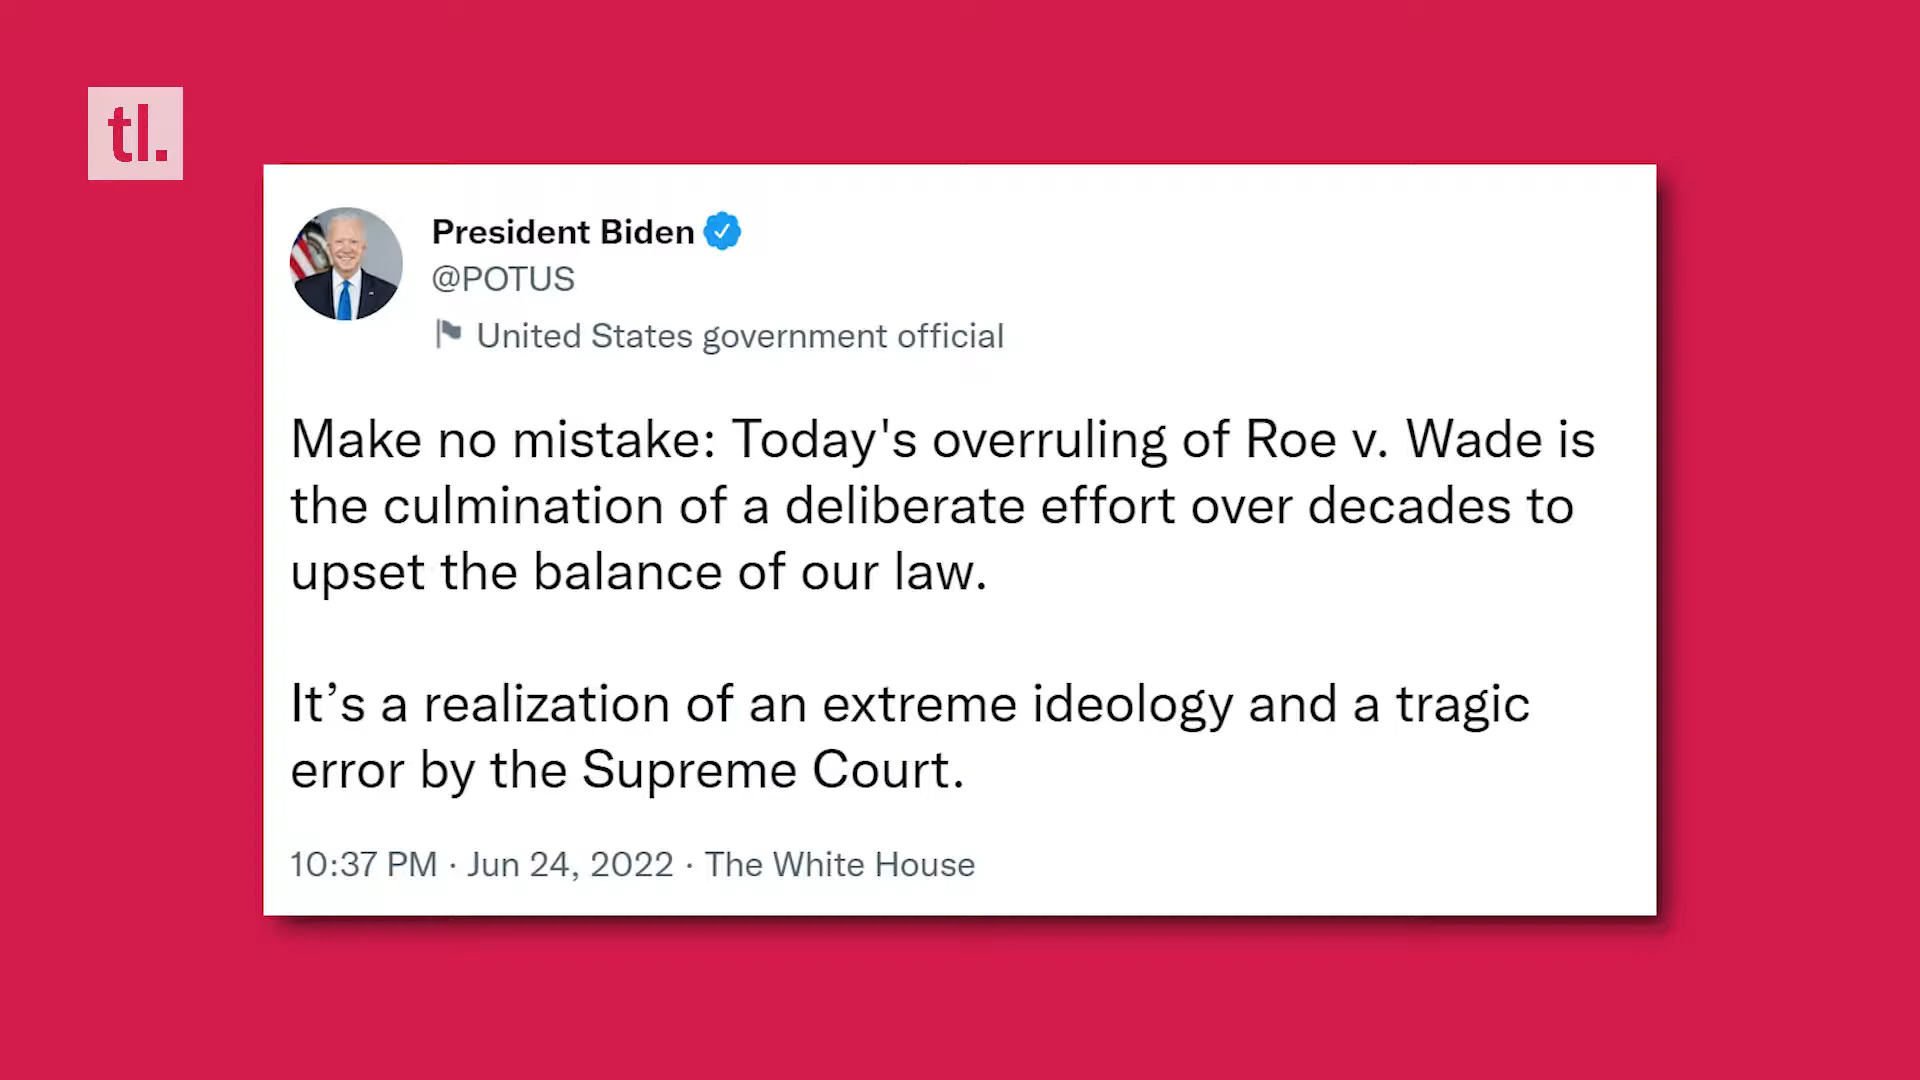 tl.
President Biden
@POTUS
United States government official
Make no mistake: Today's overruling of Roe v. Wade is
the culmination of a deliberate effort over decades to
upset the balance of our law.
It’s a realization of an extreme ideology and a tragic
error by the Supreme Court.
10:37 PM · Jun 24, 2022 · The White House